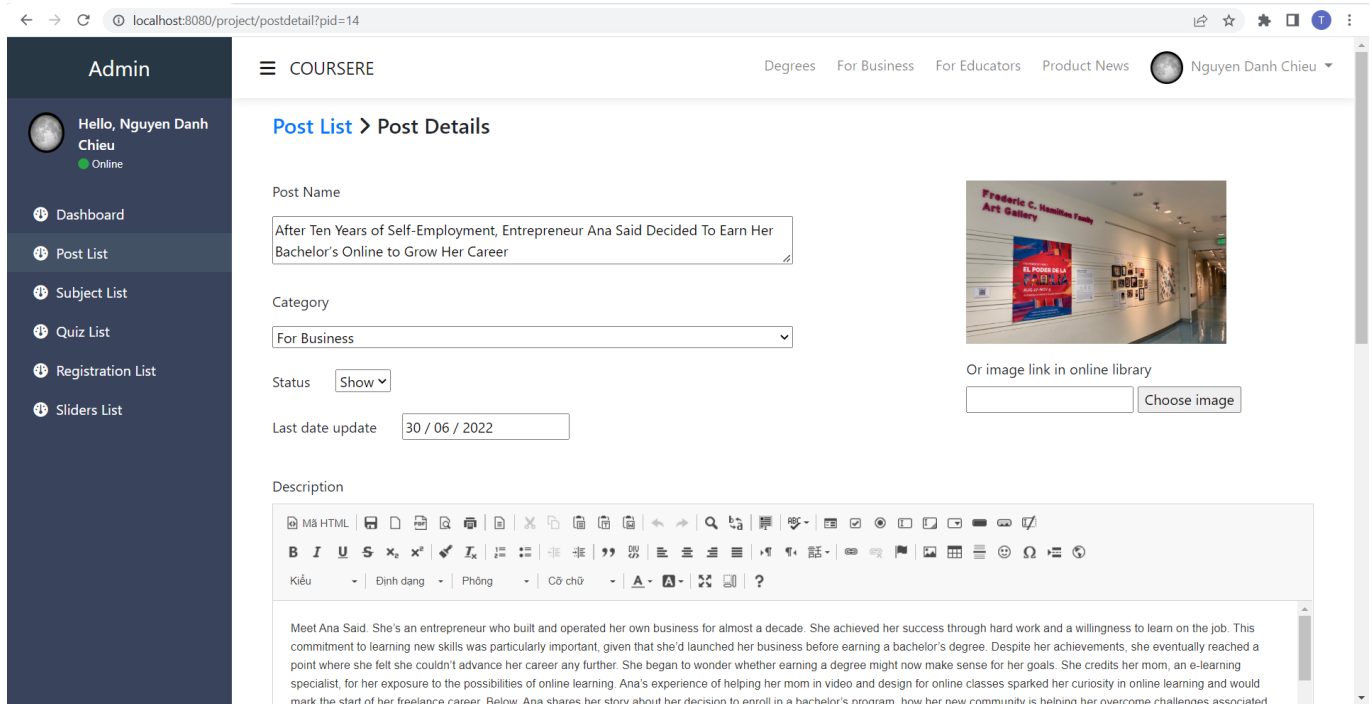 localhost:8080/project/postdetail?pid=14
T
Admin
COURSERE
Degrees For Business For Educators Product News Nguyen Danh Chieu
Hello, Nguyen Danh
Chieu
Online
Dashboard
Post List
Subject List
Quiz List
Registration List
Sliders List
Post List > Post Details
Post Name
After Ten Years of Self-Employment, Entrepreneur Ana Said Decided To Earn Her
Bachelor’s Online to Grow Her Career
Category
For Business
Status Show
Last date update 30 / 06 / 2022
Frederic C. Hamilton Family
Art Gallery
EL PODER DE LA
FAMILIA
Or image link in online library
Choose image
Description
Mã HTML
Kiểu Định dạng Phông Cỡ chữ
Meet Ana Said. She’s an entrepreneur who built and operated her own business for almost a decade. She achieved her success through hard work and a willingness to learn on the job. This
commitment to learning new skills was particularly important, given that she’d launched her business before earning a bachelor’s degree. Despite her achievements, she eventually reached a
point where she felt she couldn’t advance her career any further. She began to wonder whether earning a degree might now make sense for her goals. She credits her mom, an e-learning
specialist, for her exposure to the possibilities of online learning. Ana’s experience of helping her mom in video and design for online classes sparked her curiosity in online learning and would
mark the start of her freelance career. Below, Ana shares her story about her decision to enroll in a bachelor’s program, how her new community is helping her overcome challenges associated